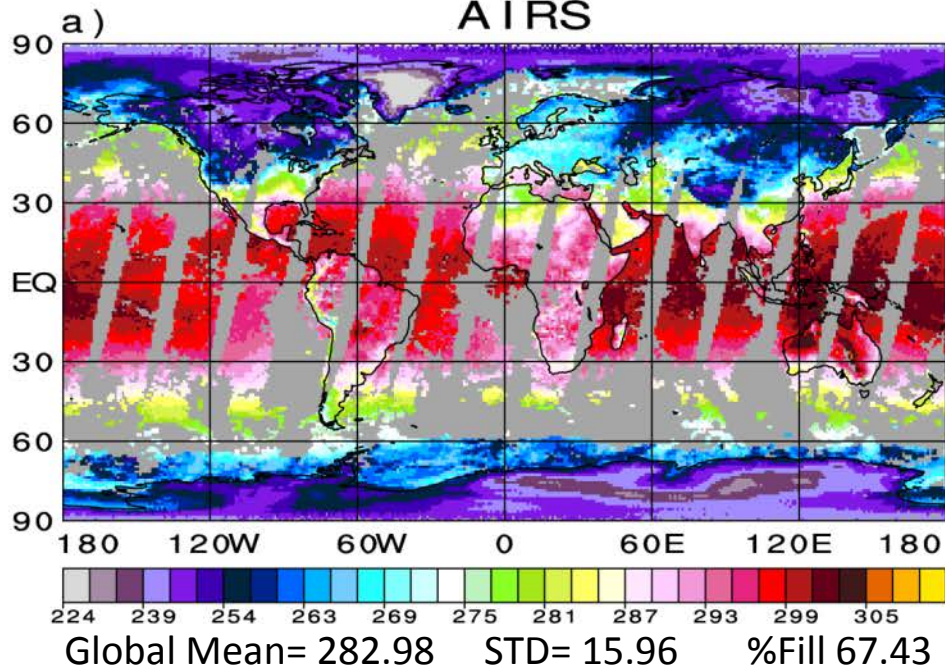 a)
AIRS
90
60
30
EQ
30
60
90
180 120W 60W 0 60E 120E 180
224 239 254 263 269 275 281 287 293 299 305
Global Mean= 282.98 STD= 15.96 %Fill 67.43